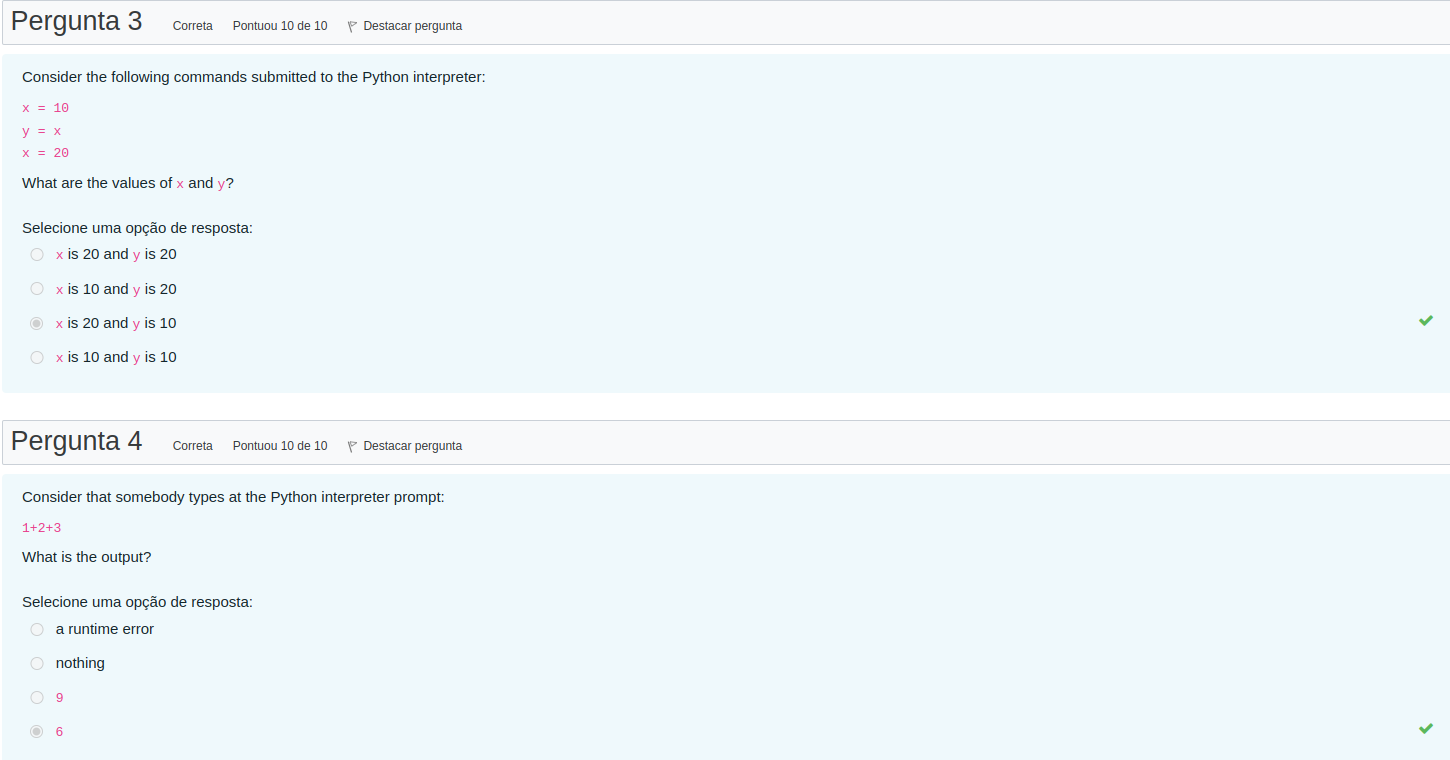 Pergunta 3 Correta Pontuou 10 de 10 Destacar pergunta
Consider the following commands submitted to the Python interpreter:
x = 10
y = x
x = 20
What are the values of x and y?
Selecione uma opção de resposta:
x is 20 and y is 20
x is 10 and y is 20
x is 20 and y is 10
x is 10 and y is 10
Pergunta 4 Correta Pontuou 10 de 10 Destacar pergunta
Consider that somebody types at the Python interpreter prompt:
1+2+3
What is the output?
Selecione uma opção de resposta:
a runtime error
nothing
9
6